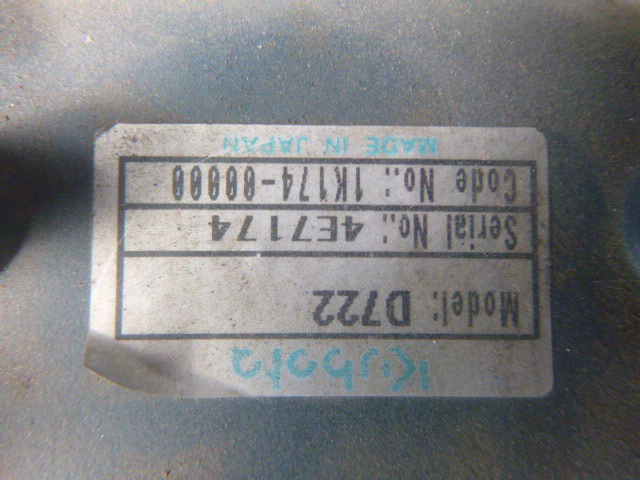 Kubota
Model: D722
Serial No.: 4E7174
Code No.: 1K174-00000
MADE IN JAPAN